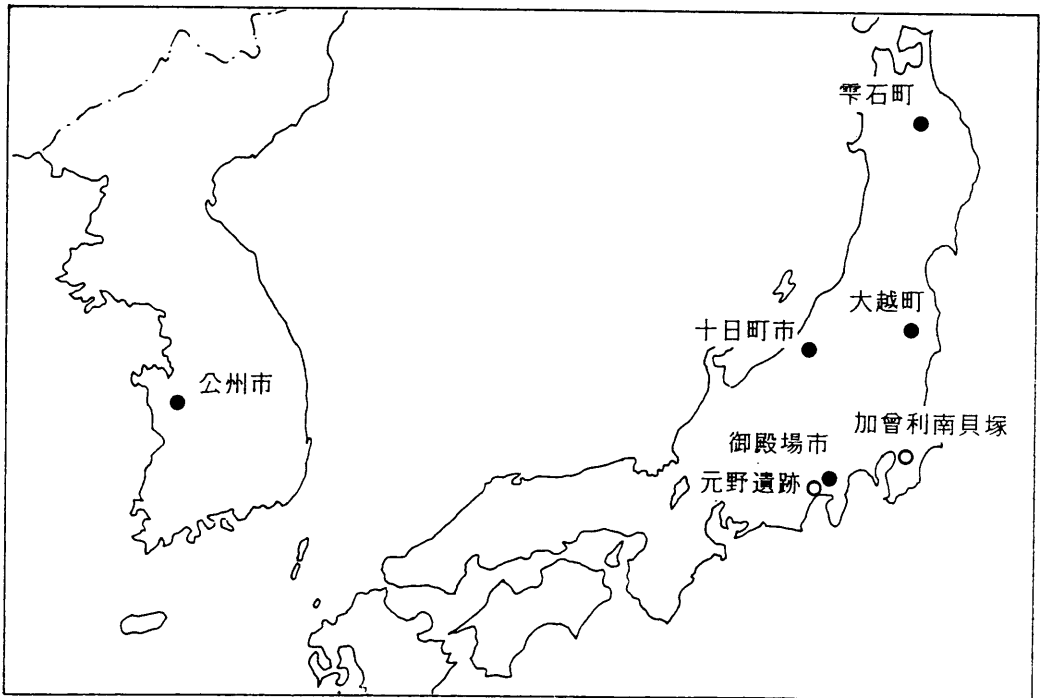 雫石町
大越町
十日町市
公州市
加曾利南貝塚
御殿場市
元野遺跡